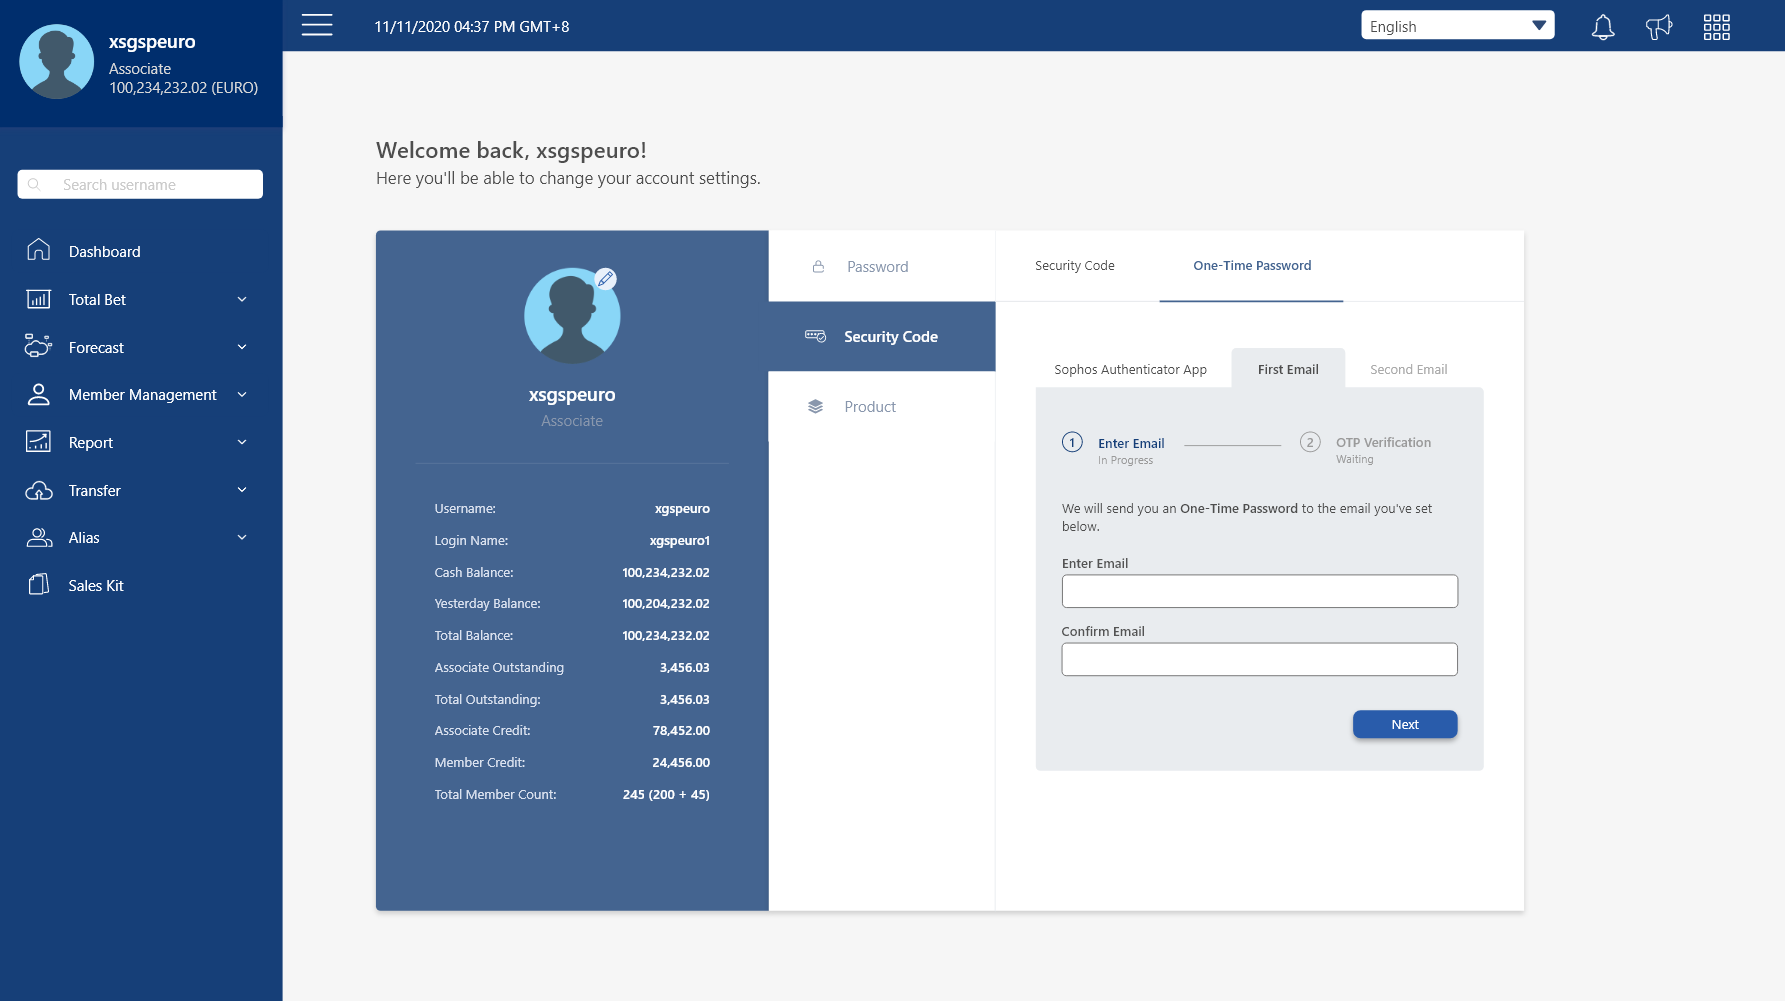 xsgspeuro
Associate
100,234,232.02 (EURO)
11/11/2020 04:37 PM GMT+8
English
Search username
Dashboard
Total Bet
Forecast
Member Management
Report
Transfer
Alias
Sales Kit
Welcome back, xsgspeuro!
Here you'll be able to change your account settings.
xsgspeuro
Associate
Username: xgspeuro
Login Name: xgspeuro1
Cash Balance: 100,234,232.02
Yesterday Balance: 100,204,232.02
Total Balance: 100,234,232.02
Associate Outstanding 3,456.03
Total Outstanding: 3,456.03
Associate Credit: 78,452.00
Member Credit: 24,456.00
Total Member Count: 245 (200 + 45)
Password
Security Code
Product
Security Code One-Time Password
Sophos Authenticator App First Email Second Email
1 Enter Email 2 OTP Verification
In Progress Waiting
We will send you an One-Time Password to the email you've set
below.
Enter Email
Confirm Email
Next